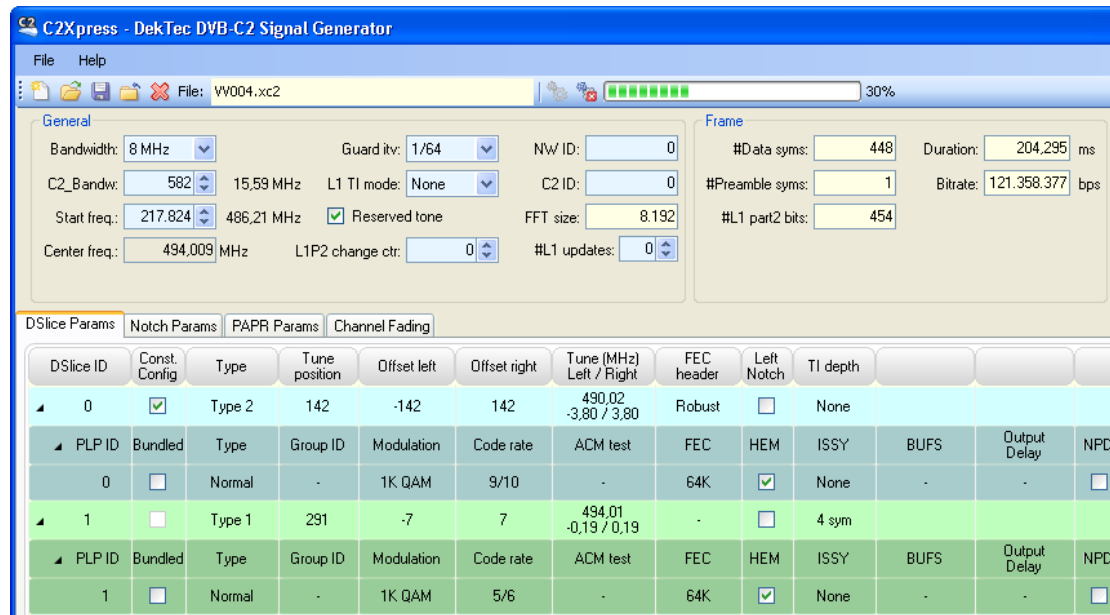 C2Xpress - DekTec DVB-C2 Signal Generator
File Help
File: VV004.xc2 30%
General Frame
Bandwidth: 8 MHz Guard itv: 1/64 NW ID: 0 #Data syms: 448 Duration: 204,295 ms
C2_Bandw: 582 15,59 MHz L1 TI mode: None C2 ID: 0 #Preamble syms: 1 Bitrate: 121.358.377 bps
Start freq.: 217.824 486,21 MHz Reserved tone FFT size: 8.192 #L1 part2 bits: 454
Center freq.: 494,009 MHz L1P2 change ctr: 0 #L1 updates: 0
DSlice Params Notch Params PAPR Params Channel Fading
DSlice ID Const. Config Type Tune position Offset left Offset right Tune (MHz) Left / Right FEC header Left Notch TI depth
0 Type 2 142 -142 142 490,02 -3,80 / 3,80 Robust None
PLP ID Bundled Type Group ID Modulation Code rate ACM test FEC HEM ISSY BUFS Output Delay NPD
0 Normal - 1K QAM 9/10 - 64K None - -
1 Type 1 291 -7 7 494,01 -0,19 / 0,19 - 4 sym
PLP ID Bundled Type Group ID Modulation Code rate ACM test FEC HEM ISSY BUFS Output Delay NPD
1 Normal - 1K QAM 5/6 - 64K None - -